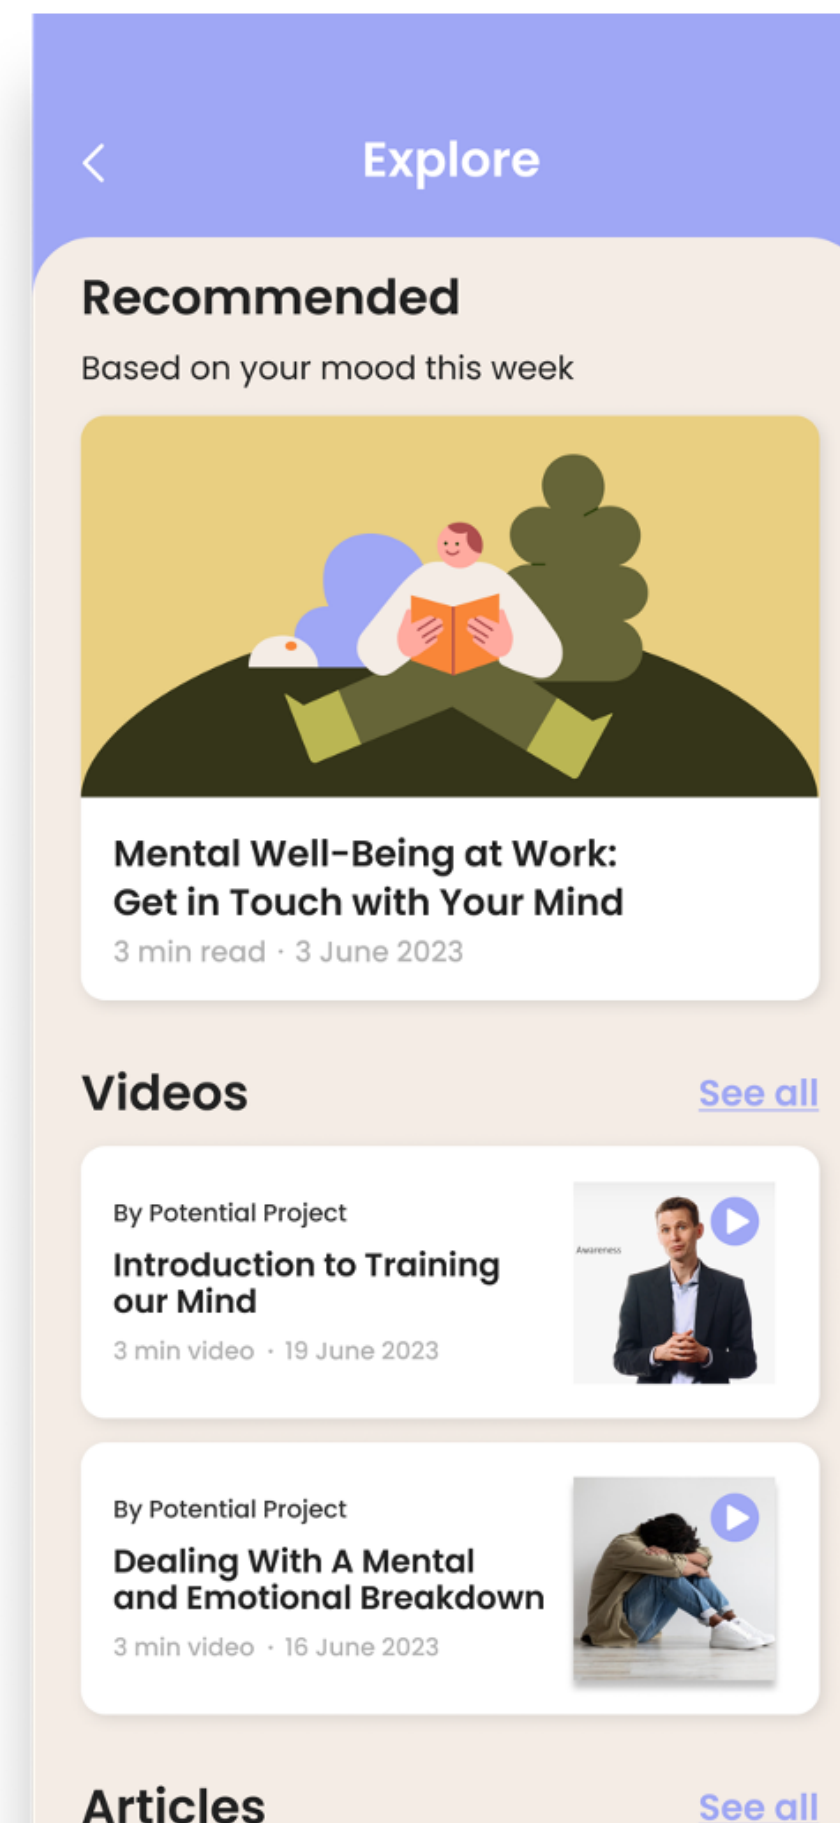 Explore
Recommended
Based on your mood this week
Mental Well-Being at Work:
Get in Touch with Your Mind
3 min read · 3 June 2023
Videos
See all
By Potential Project
Introduction to Training
our Mind
3 min video · 19 June 2023
Awareness
By Potential Project
Dealing With A Mental
and Emotional Breakdown
3 min video · 16 June 2023
Articles
See all